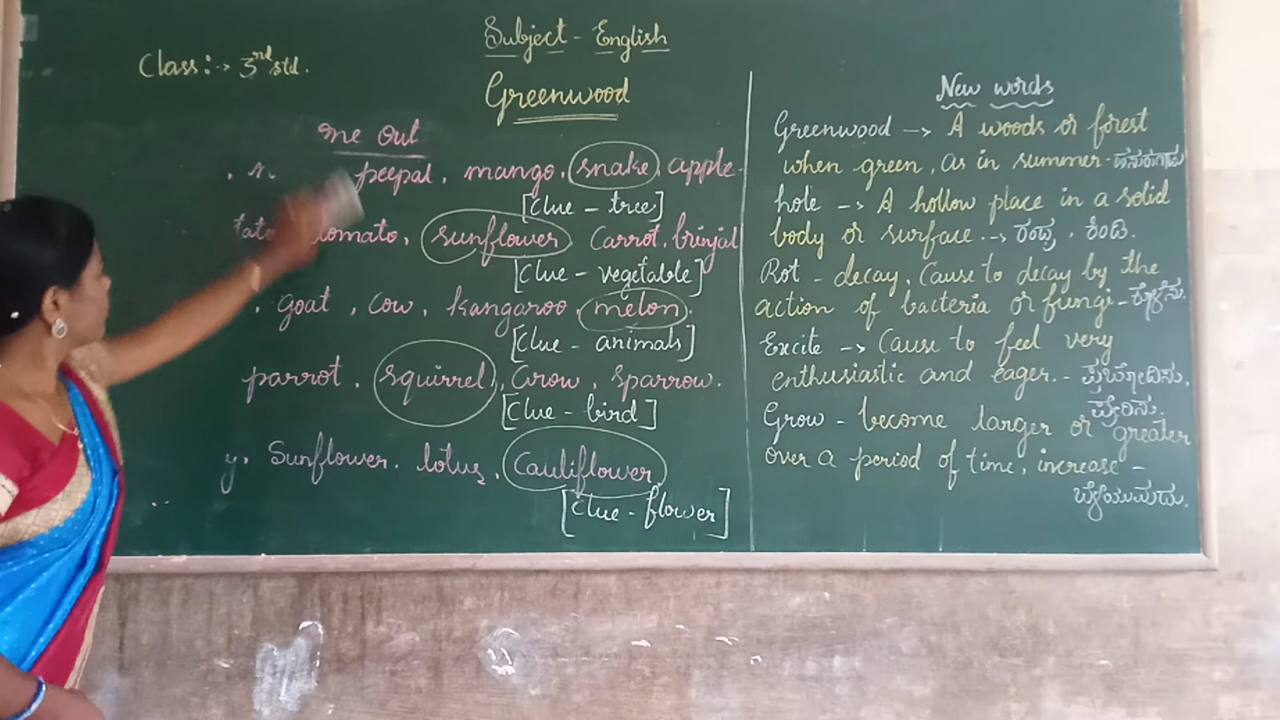 Subject - English
Class:-> 3rd std.
Greenwood
me out
peepal, mango, snake, apple.
[Clue - tree]
tato, tomato, sunflower, Carrot, brinjal
[Clue - vegetable]
, goat, cow, kangaroo, melon.
[Clue - animals]
parrot, squirrel, Crow, sparrow.
[Clue - bird]
y, Sunflower, lotus, Cauliflower.
[Clue - flower]
New words
Greenwood -> A woods or forest
when green, as in summer-
hole -> A hollow place in a solid
body or surface. -> ರಂಧ್ರ, ಕಿಂಡಿ.
Rot - decay, Cause to decay by the
action of bacteria or fungi -
Excite -> Cause to feel very
enthusiastic and eager. - ಪ್ರಚೋದಿಸು,
ಪ್ರೇರಿಸು.
Grow - become larger or greater
over a period of time, increase -